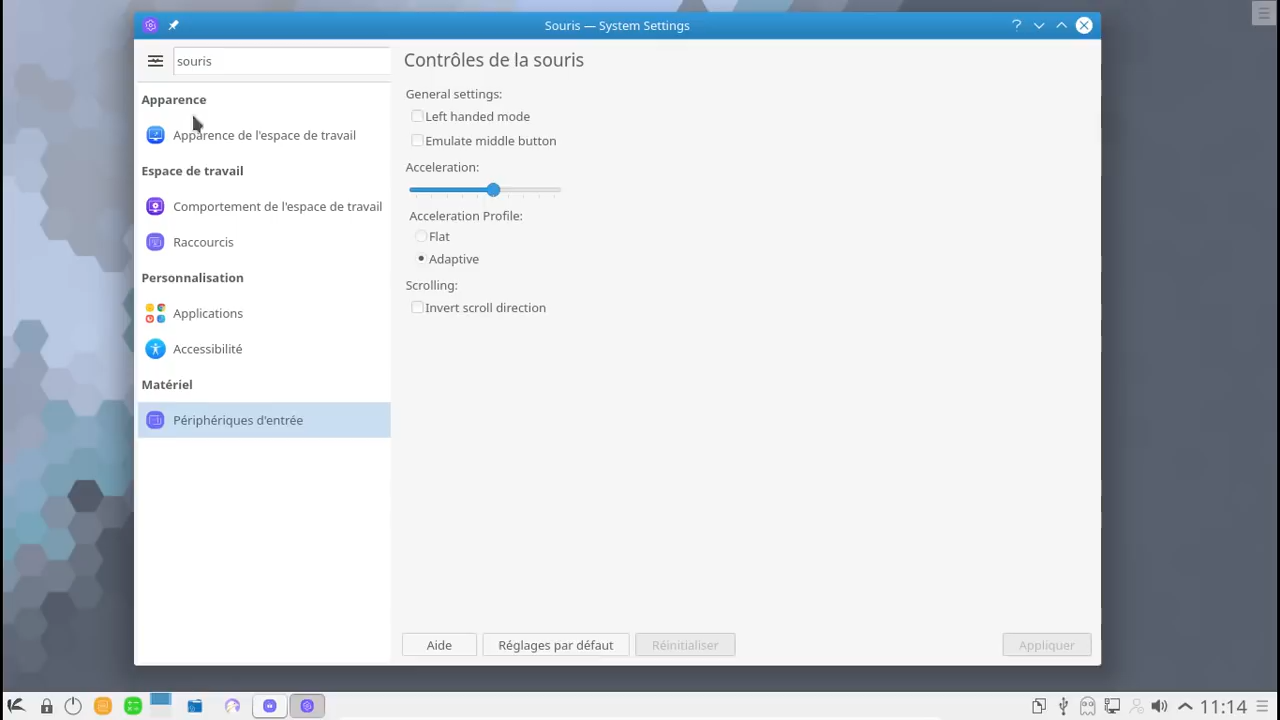 Souris — System Settings
souris
Apparence
Apparence de l'espace de travail
Espace de travail
Comportement de l'espace de travail
Raccourcis
Personnalisation
Applications
Accessibilité
Matériel
Périphériques d'entrée
Contrôles de la souris
General settings:
Left handed mode
Emulate middle button
Acceleration:
Acceleration Profile:
Flat
Adaptive
Scrolling:
Invert scroll direction
Aide
Réglages par défaut
Réinitialiser
Appliquer
11:14